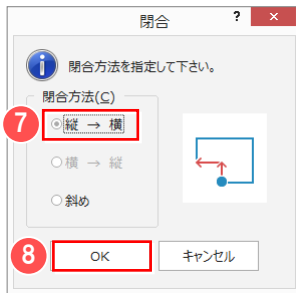 閉合
?
×
i
閉合方法を指定して下さい。
閉合方法(C)
7
縦 → 横
横 → 縦
斜め
8
OK
キャンセル